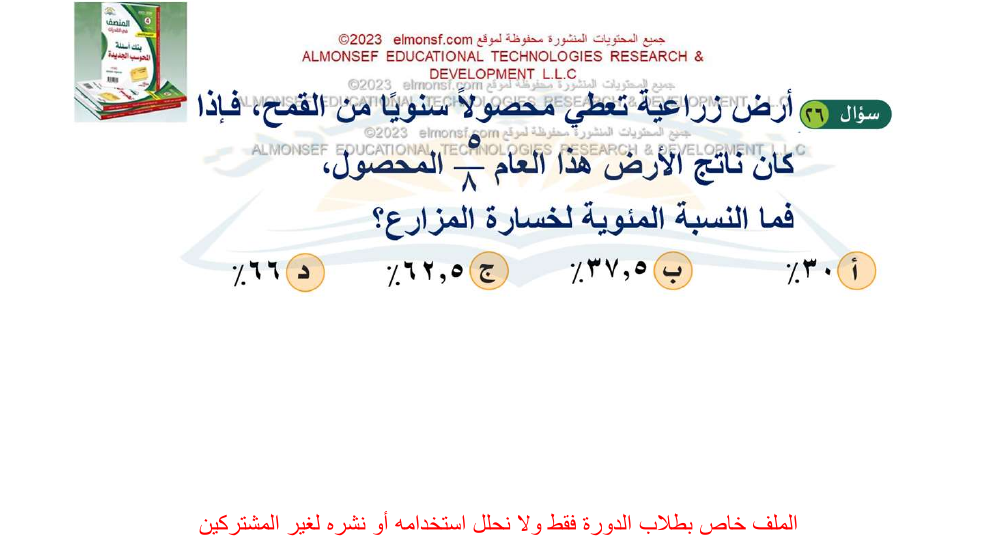 المنصف
في القدرات
بنك أسئلة
المحوسب الجديدة
جميع المحتويات المنشورة محفوظة لموقع elmonsf.com ©2023
ALMONSEF EDUCATIONAL TECHNOLOGIES RESEARCH &
DEVELOPMENT L.L.C
جميع المحتويات المنشورة محفوظة لموقع elmonsf.com ©2023
ALMONSEF EDUCATIONAL TECHNOLOGIES RESEARCH & DEVELOPMENT L.L.C
سؤال ٢٦ أرض زراعية تعطي محصولاً سنويًا من القمح، فإذا
جميع المحتويات المنشورة محفوظة لموقع elmonsf.com ©2023
ALMONSEF EDUCATIONAL TECHNOLOGIES RESEARCH & DEVELOPMENT L.L.C
كان ناتج الأرض هذا العام ٥/٨ المحصول،
فما النسبة المئوية لخسارة المزارع؟
أ ٣٠٪ ب ٣٧,٥٪ ج ٦٢,٥٪ د ٦٦٪
الملف خاص بطلاب الدورة فقط ولا نحلل استخدامه أو نشره لغير المشتركين